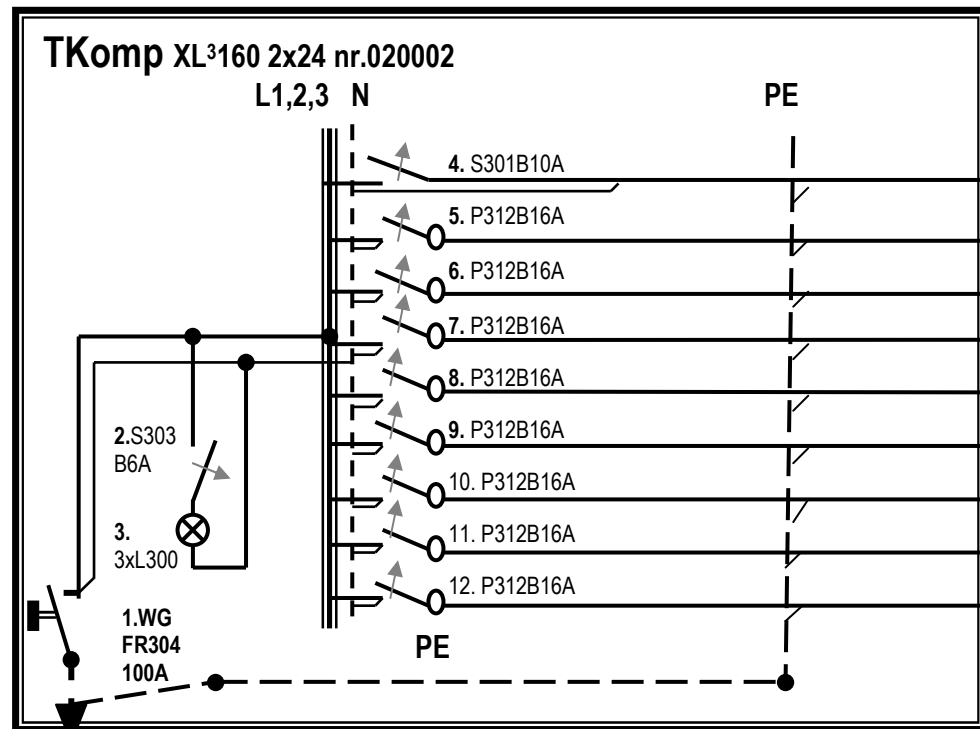 TKomp XL³160 2x24 nr.020002
L1,2,3 N PE
4. S301B10A
5. P312B16A
6. P312B16A
7. P312B16A
8. P312B16A
9. P312B16A
10. P312B16A
11. P312B16A
12. P312B16A
2.S303
B6A
3.
3xL300
1.WG
FR304
100A
PE